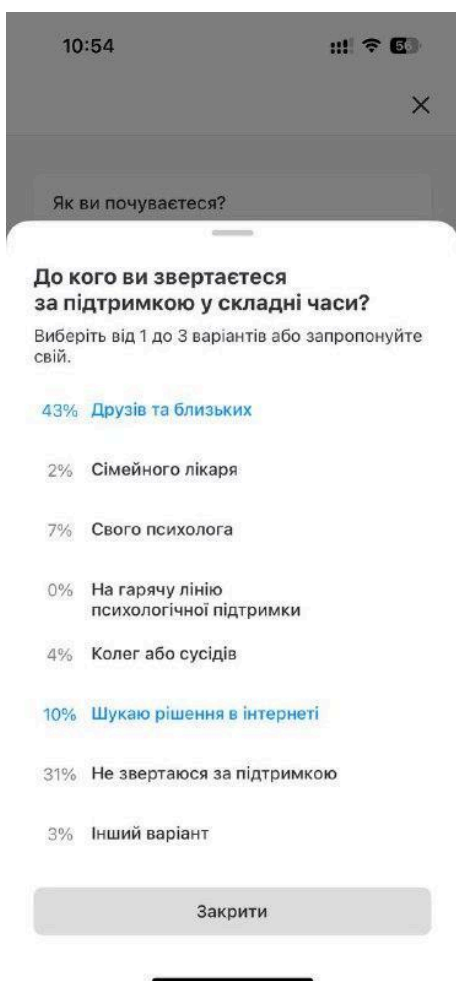 10:54
56
Як ви почуваєтеся?
До кого ви звертаєтеся
за підтримкою у складні часи?
Виберіть від 1 до 3 варіантів або запропонуйте
свій.
43% Друзів та близьких
2% Сімейного лікаря
7% Свого психолога
0% На гарячу лінію
психологічної підтримки
4% Колег або сусідів
10% Шукаю рішення в інтернеті
31% Не звертаюся за підтримкою
3% Інший варіант
Закрити